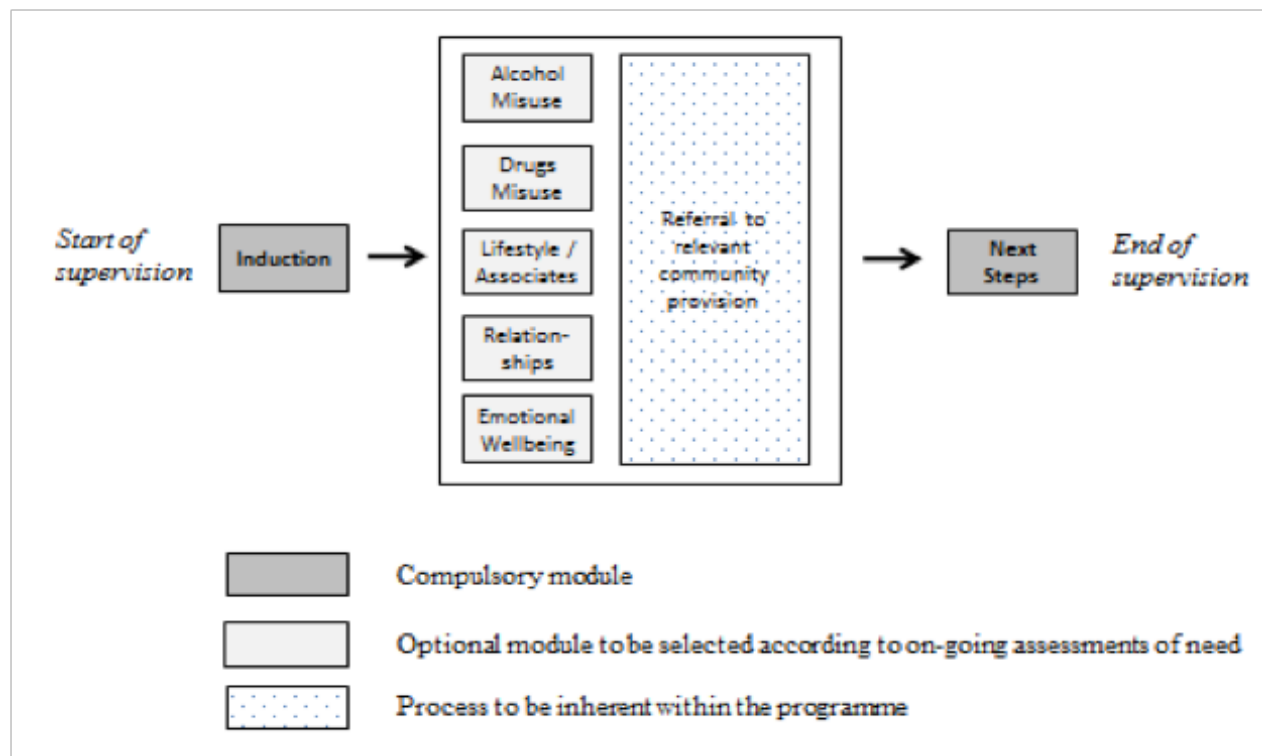 Start of
supervision
Induction
Alcohol
Misuse
Drugs
Misuse
Lifestyle /
Associates
Relation-
ships
Emotional
Wellbeing
Referral to
relevant
community
provision
Next
Steps
End of
supervision
Compulsory module
Optional module to be selected according to on-going assessments of need
Process to be inherent within the programme